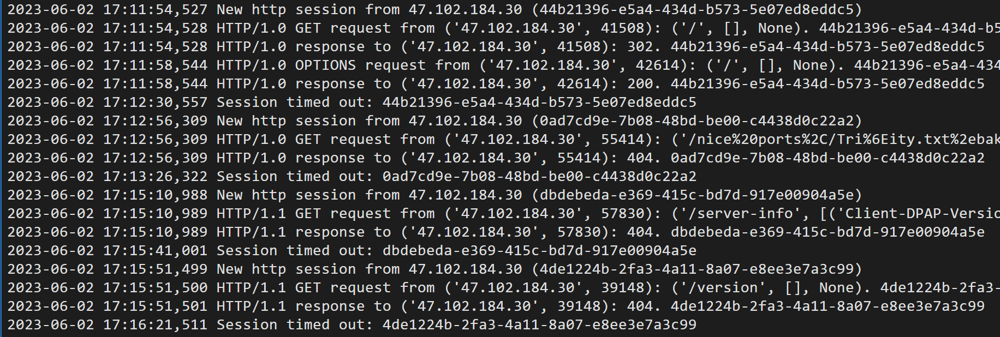 2023-06-02 17:11:54,527 New http session from 47.102.184.30 (44b21396-e5a4-434d-b573-5e07ed8eddc5)
2023-06-02 17:11:54,528 HTTP/1.0 GET request from ('47.102.184.30', 41508): ('/', [], None). 44b21396-e5a4-434d-b5
2023-06-02 17:11:54,528 HTTP/1.0 response to ('47.102.184.30', 41508): 302. 44b21396-e5a4-434d-b573-5e07ed8eddc5
2023-06-02 17:11:58,544 HTTP/1.0 OPTIONS request from ('47.102.184.30', 42614): ('/', [], None). 44b21396-e5a4-434
2023-06-02 17:11:58,544 HTTP/1.0 response to ('47.102.184.30', 42614): 200. 44b21396-e5a4-434d-b573-5e07ed8eddc5
2023-06-02 17:12:30,557 Session timed out: 44b21396-e5a4-434d-b573-5e07ed8eddc5
2023-06-02 17:12:56,309 New http session from 47.102.184.30 (0ad7cd9e-7b08-48bd-be00-c4438d0c22a2)
2023-06-02 17:12:56,309 HTTP/1.0 GET request from ('47.102.184.30', 55414): ('/nice%20ports%2C/Tri%6Eity.txt%2ebak
2023-06-02 17:12:56,309 HTTP/1.0 response to ('47.102.184.30', 55414): 404. 0ad7cd9e-7b08-48bd-be00-c4438d0c22a2
2023-06-02 17:13:26,322 Session timed out: 0ad7cd9e-7b08-48bd-be00-c4438d0c22a2
2023-06-02 17:15:10,988 New http session from 47.102.184.30 (dbdebeda-e369-415c-bd7d-917e00904a5e)
2023-06-02 17:15:10,989 HTTP/1.1 GET request from ('47.102.184.30', 57830): ('/server-info', [('Client-DPAP-Versio
2023-06-02 17:15:10,989 HTTP/1.1 response to ('47.102.184.30', 57830): 404. dbdebeda-e369-415c-bd7d-917e00904a5e
2023-06-02 17:15:41,001 Session timed out: dbdebeda-e369-415c-bd7d-917e00904a5e
2023-06-02 17:15:51,499 New http session from 47.102.184.30 (4de1224b-2fa3-4a11-8a07-e8ee3e7a3c99)
2023-06-02 17:15:51,500 HTTP/1.1 GET request from ('47.102.184.30', 39148): ('/version', [], None). 4de1224b-2fa3-
2023-06-02 17:15:51,501 HTTP/1.1 response to ('47.102.184.30', 39148): 404. 4de1224b-2fa3-4a11-8a07-e8ee3e7a3c99
2023-06-02 17:16:21,511 Session timed out: 4de1224b-2fa3-4a11-8a07-e8ee3e7a3c99